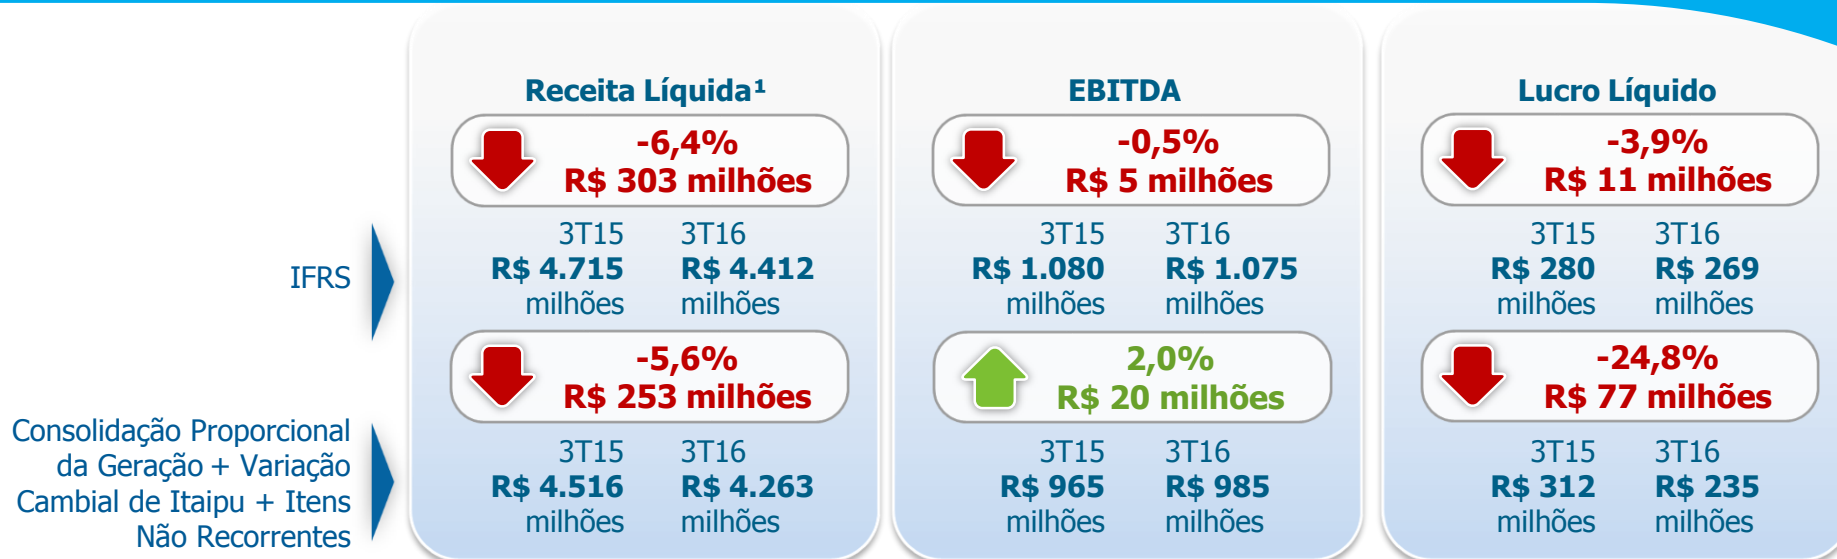 Receita Líquida¹
-6,4%
R$ 303 milhões
3T15 3T16
R$ 4.715 R$ 4.412
milhões milhões
-5,6%
R$ 253 milhões
3T15 3T16
R$ 4.516 R$ 4.263
milhões milhões
EBITDA
-0,5%
R$ 5 milhões
3T15 3T16
R$ 1.080 R$ 1.075
milhões milhões
2,0%
R$ 20 milhões
3T15 3T16
R$ 965 R$ 985
milhões milhões
Lucro Líquido
-3,9%
R$ 11 milhões
3T15 3T16
R$ 280 R$ 269
milhões milhões
-24,8%
R$ 77 milhões
3T15 3T16
R$ 312 R$ 235
milhões milhões
IFRS
Consolidação Proporcional
da Geração + Variação
Cambial de Itaipu + Itens
Não Recorrentes